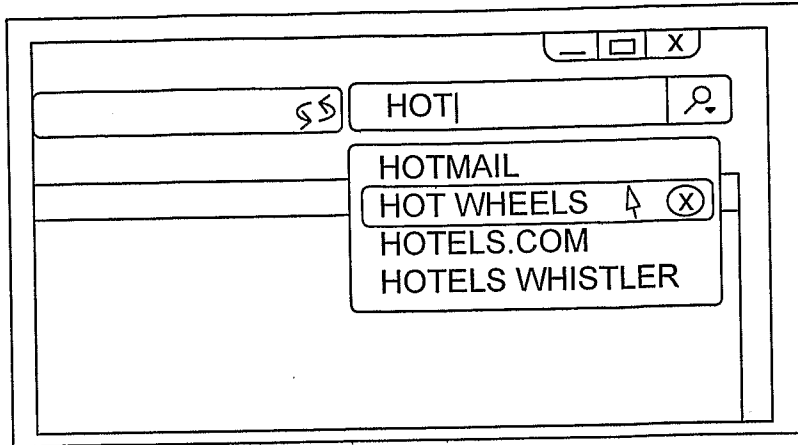 X
HOT
HOTMAIL
HOT WHEELS X
HOTELS.COM
HOTELS WHISTLER